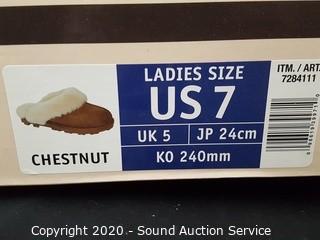 LADIES SIZE
US 7
UK 5 JP 24cm
KO 240mm
CHESTNUT
ITM. / ART.
7284111
Copyright 2020 - Sound Auction Service